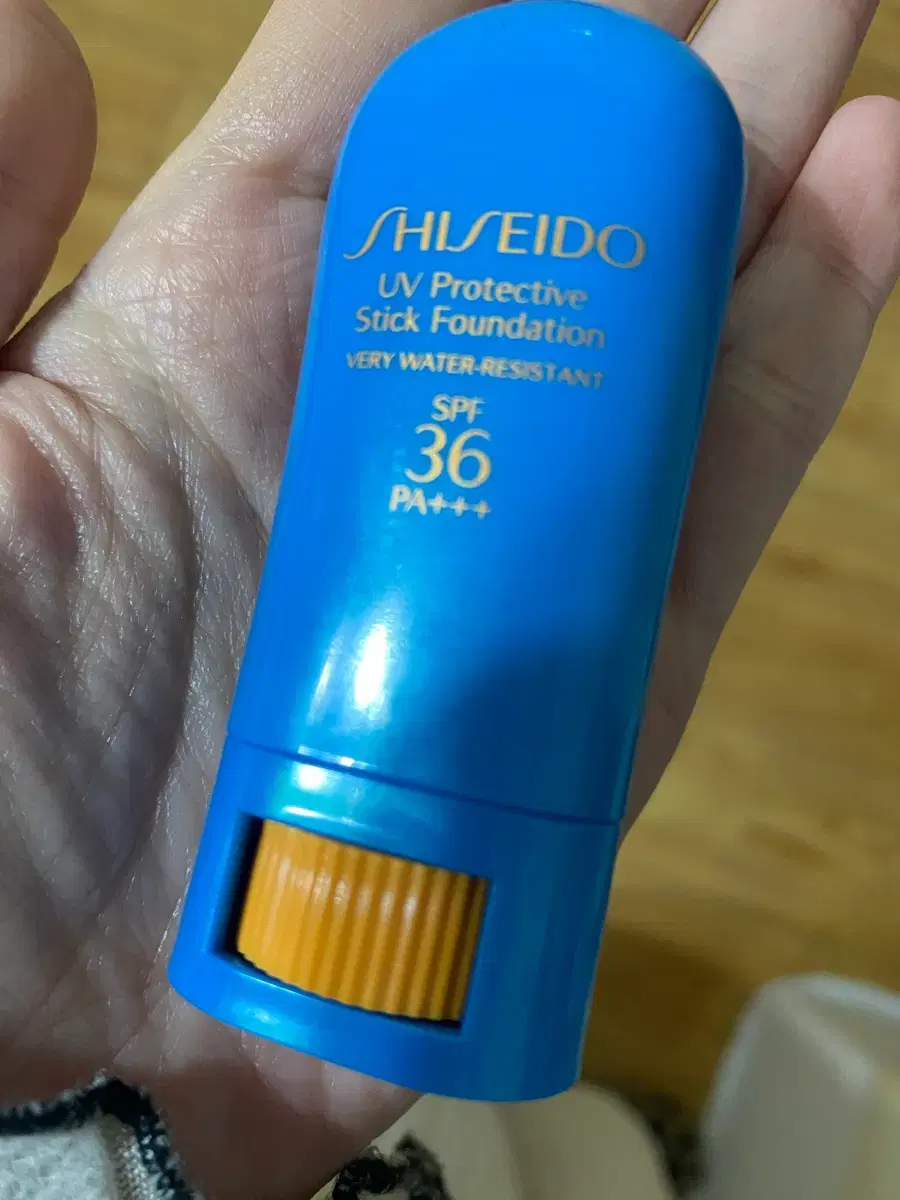 SHISEIDO
UV Protective
Stick Foundation
VERY WATER-RESISTANT
SPF
36
PA+++